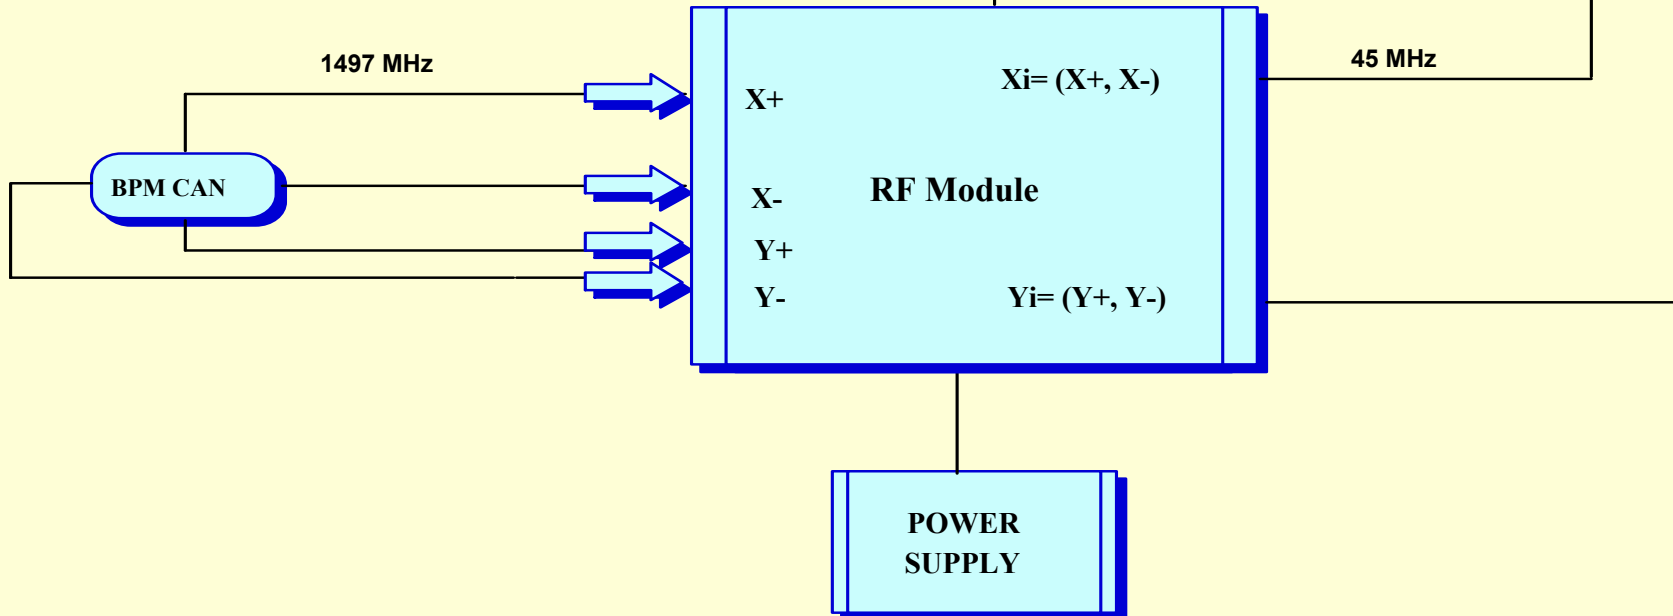 1497 MHz
45 MHz
Xi= (X+, X-)
X+
BPM CAN
X-
RF Module
Y+
Y-
Yi= (Y+, Y-)
POWER
SUPPLY